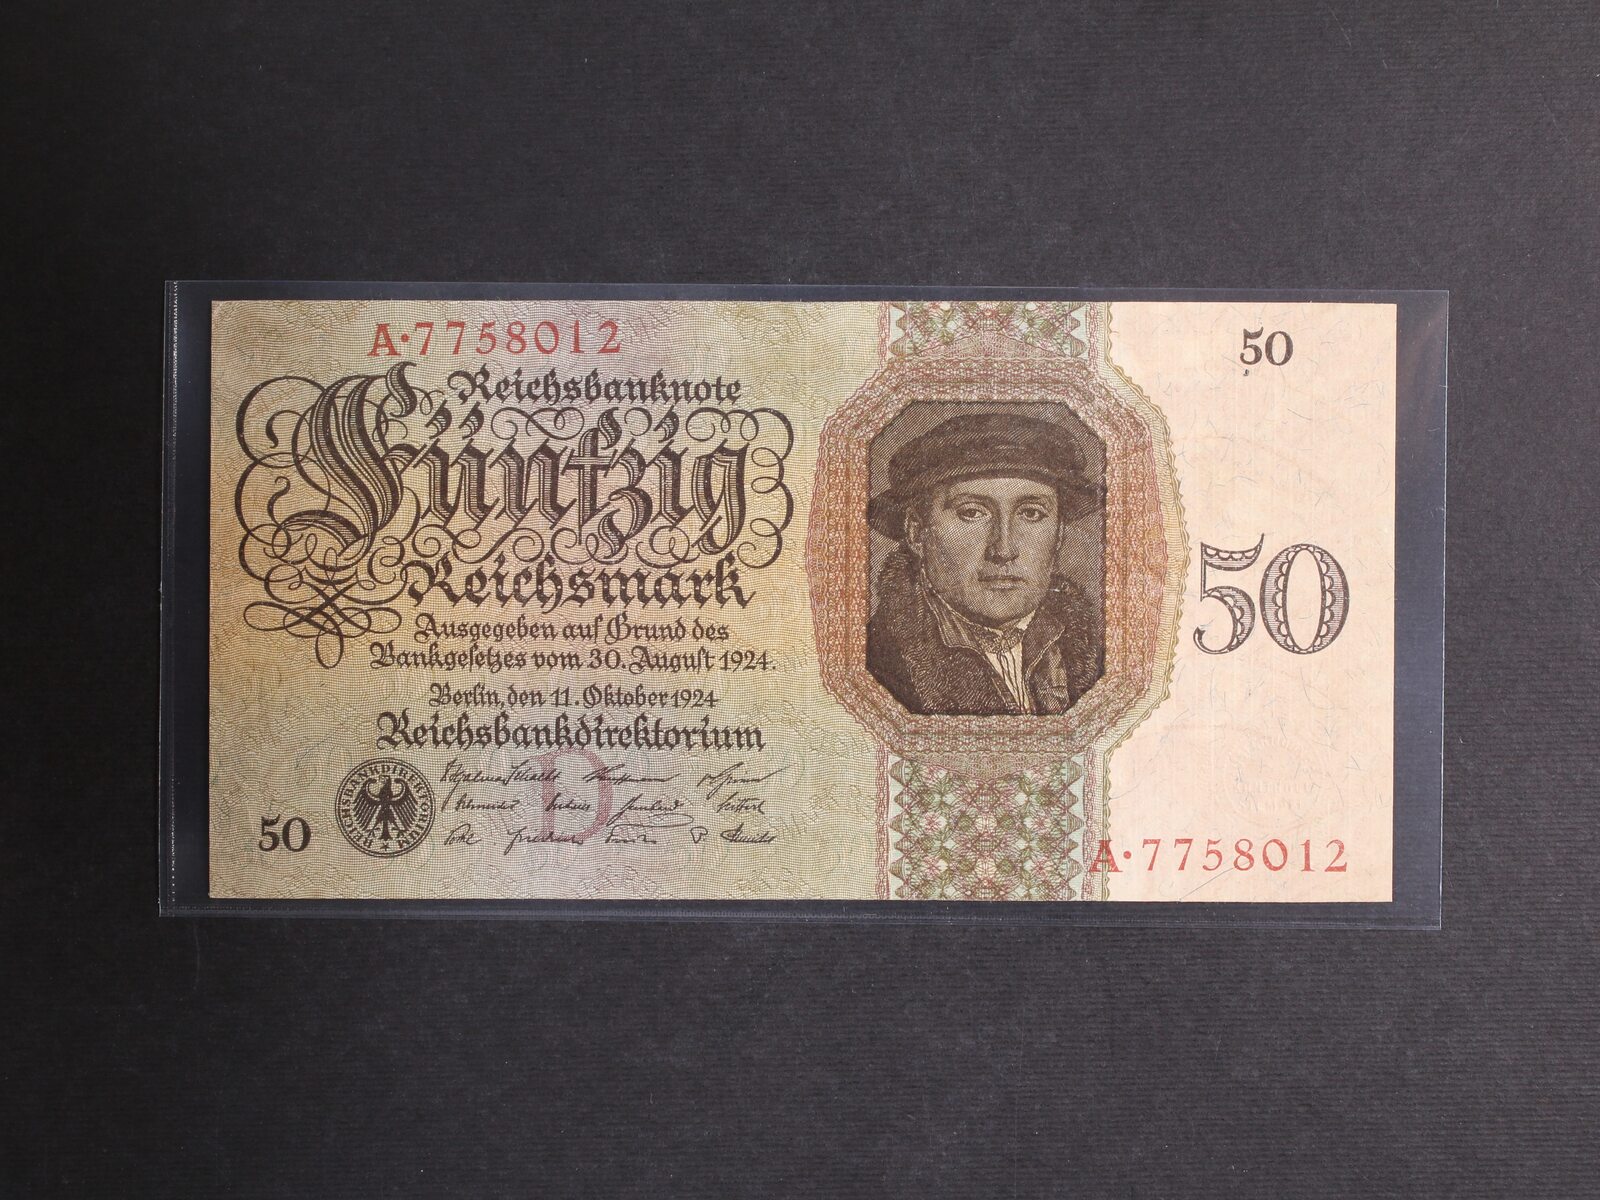 A·7758012
Reichsbanknote
Fünfzig
Reichsmark
Ausgegeben auf Grund des
Bankgesetzes vom 30. August 1924.
Berlin, den 11. Oktober 1924
Reichsbankdirektorium
REICHSBANKDIREKTORIUM
50
D
50
50
A·7758012